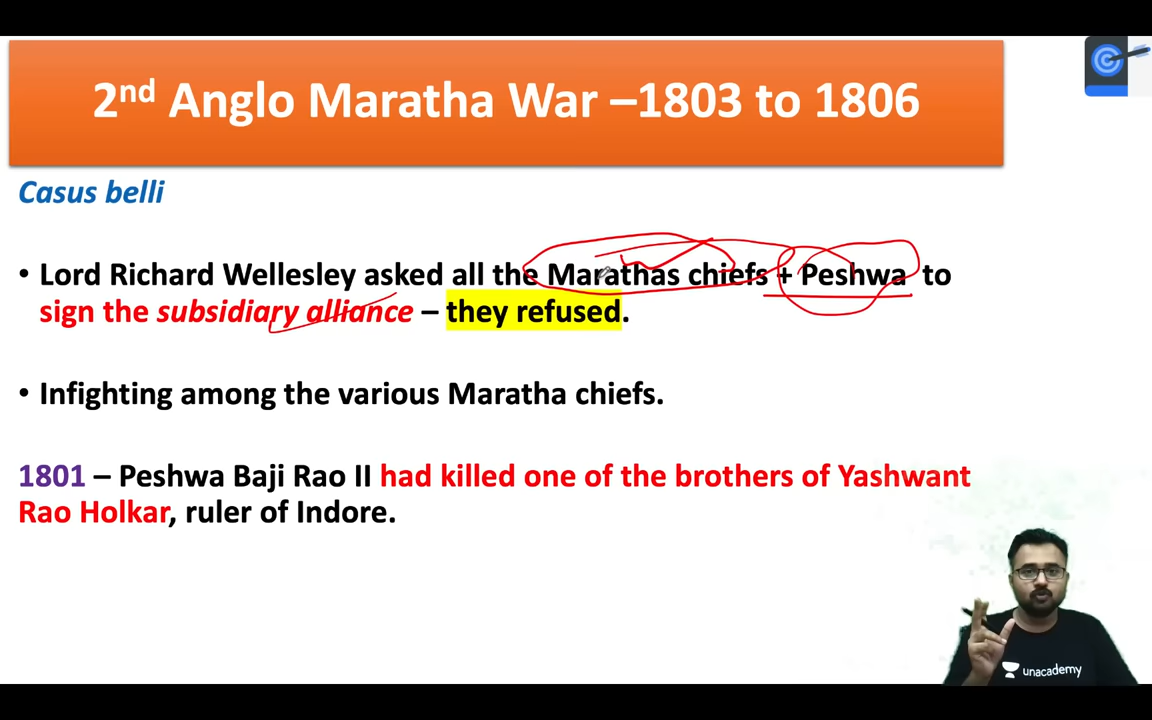 2nd Anglo Maratha War –1803 to 1806
Casus belli
• Lord Richard Wellesley asked all the Marathas chiefs + Peshwa to
sign the subsidiary alliance – they refused.
• Infighting among the various Maratha chiefs.
1801 – Peshwa Baji Rao II had killed one of the brothers of Yashwant
Rao Holkar, ruler of Indore.
unacademy